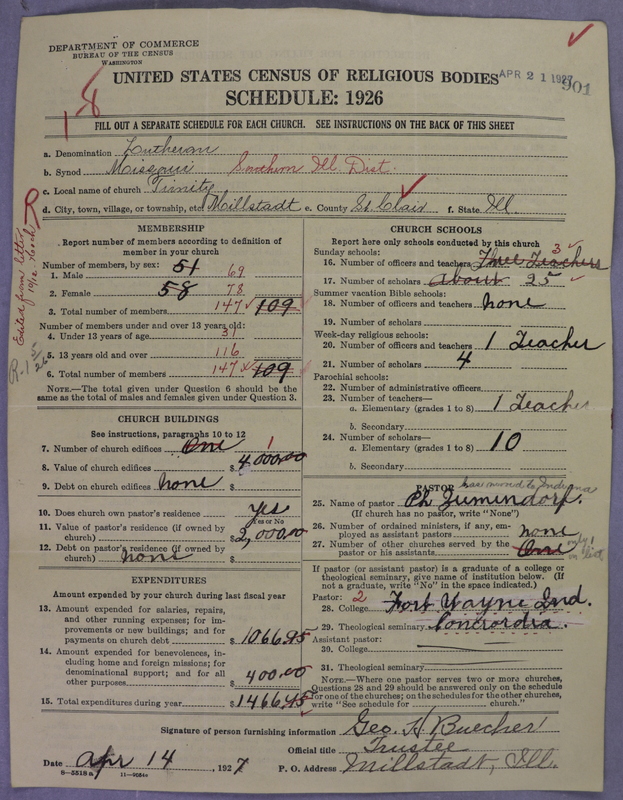 DEPARTMENT OF COMMERCE
BUREAU OF THE CENSUS
WASHINGTON
UNITED STATES CENSUS OF RELIGIOUS BODIES
APR 21 1927
901
SCHEDULE: 1926
1-8
FILL OUT A SEPARATE SCHEDULE FOR EACH CHURCH. SEE INSTRUCTIONS ON THE BACK OF THIS SHEET
a. Denomination Lutheran
b. Synod Missouri Southern Ill Dist.
c. Local name of church Trinity
d. City, town, village, or township, etc Millstadt e. County St. Clair f. State Ill.
MEMBERSHIP
Report number of members according to definition of
member in your church
Number of members, by sex:
1. Male 51 69
2. Female 58 78
3. Total number of members 147 109
Number of members under and over 13 years old:
4. Under 13 years of age 31
5. 13 years old and over 116
6. Total number of members 147 109
NOTE.—The total given under Question 6 should be
the same as the total of males and females given under Question 3.
CHURCH BUILDINGS
See instructions, paragraphs 10 to 12
7. Number of church edifices One 1
8. Value of church edifices $ 4000,00
9. Debt on church edifices none $
10. Does church own pastor's residence yes
Yes or No
11. Value of pastor's residence (if owned by
church) $ 2,000,00
12. Debt on pastor's residence (if owned by
church) none $
EXPENDITURES
Amount expended by your church during last fiscal year
13. Amount expended for salaries, repairs,
and other running expenses; for im-
provements or new buildings; and for
payments on church debt $ 1066.45
14. Amount expended for benevolences, in-
cluding home and foreign missions; for
denominational support; and for all
other purposes $ 400.00
15. Total expenditures during year $ 1466.45
CHURCH SCHOOLS
Report here only schools conducted by this church
Sunday schools:
16. Number of officers and teachers Three Teachers 3
17. Number of scholars About 25
Summer vacation Bible schools:
18. Number of officers and teachers none
19. Number of scholars
Week-day religious schools:
20. Number of officers and teachers 1 Teacher
21. Number of scholars 4
Parochial schools:
22. Number of administrative officers
23. Number of teachers—
a. Elementary (grades 1 to 8) 1 Teacher
b. Secondary
24. Number of scholars—
a. Elementary (grades 1 to 8) 10
b. Secondary
PASTOR has moved to Indiana
25. Name of pastor Ph Jumendorf.
(If church has no pastor, write "None")
26. Number of ordained ministers, if any, em-
ployed as assistant pastors none
27. Number of other churches served by the
pastor or his assistants One only 1
If pastor (or assistant pastor) is a graduate of a college or
theological seminary, give name of institution below. (If
not a graduate, write "No" in the space indicated.)
Pastor: 2
28. College Fort Wayne Ind.
29. Theological seminary Concordia.
Assistant pastor:
30. College
31. Theological seminary
NOTE.—Where one pastor serves two or more churches,
Questions 28 and 29 should be answered only on the schedule
for one of the churches; on the schedules for the other churches,
write "See schedule for church."
Signature of person furnishing information Geo. H Buecher
Official title Trustee
Date Apr 14, 1927 P. O. Address Millstadt, Ill.
8—5518a 11—9054